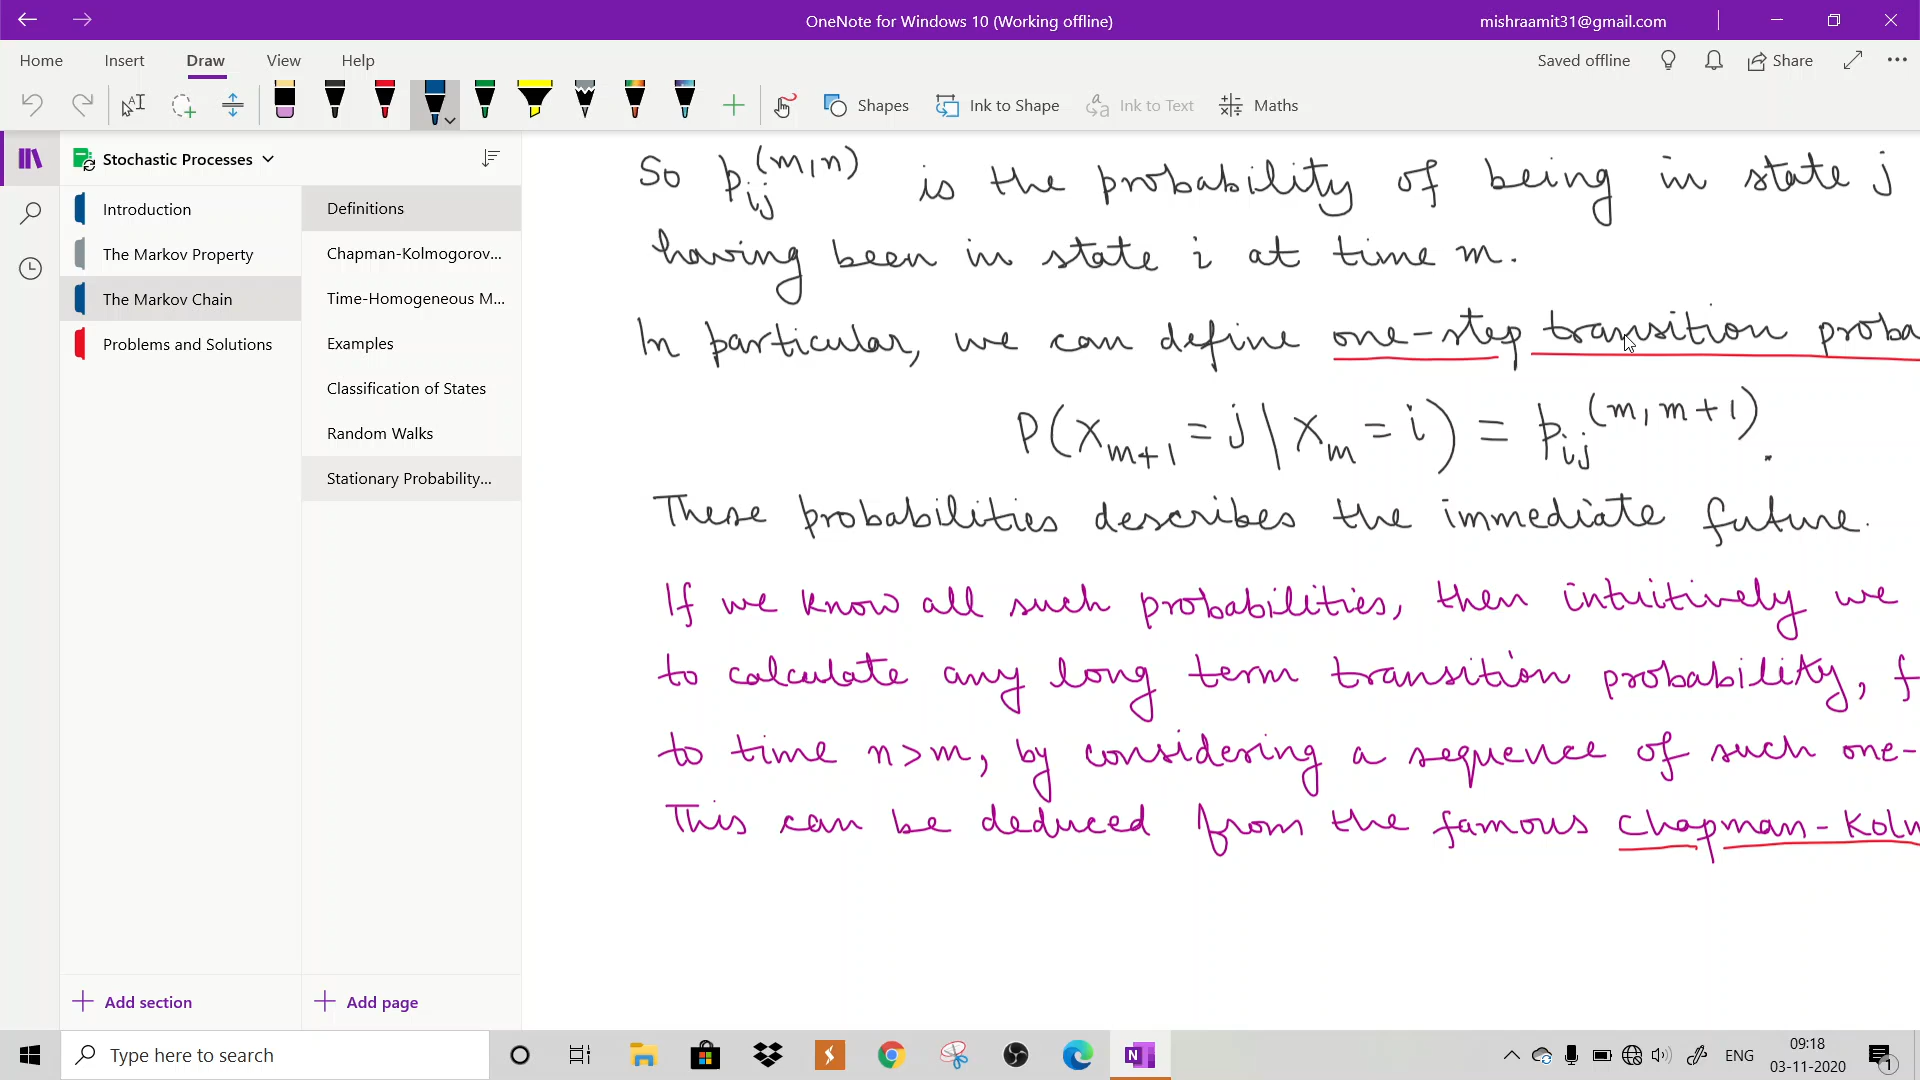 OneNote for Windows 10 (Working offline)
mishraamit31@gmail.com
Home Insert Draw View Help
Saved offline
Share
Shapes
Ink to Shape
Ink to Text
Maths
Stochastic Processes
Introduction
The Markov Property
The Markov Chain
Problems and Solutions
Add section
Definitions
Chapman-Kolmogorov...
Time-Homogeneous M...
Examples
Classification of States
Random Walks
Stationary Probability...
Add page
So p_{ij}^{(m,n)} is the probability of being in state j
having been in state i at time m.
In particular, we can define one-step transition proba
P(X_{m+1} = j | X_m = i) = p_{ij}^{(m,m+1)}.
These probabilities describes the immediate future.
If we know all such probabilities, then intuitively we
to calculate any long term transition probability, f
to time n>m, by considering a sequence of such one-
This can be deduced from the famous Chapman-Kolm
Type here to search
ENG
09:18
03-11-2020
1